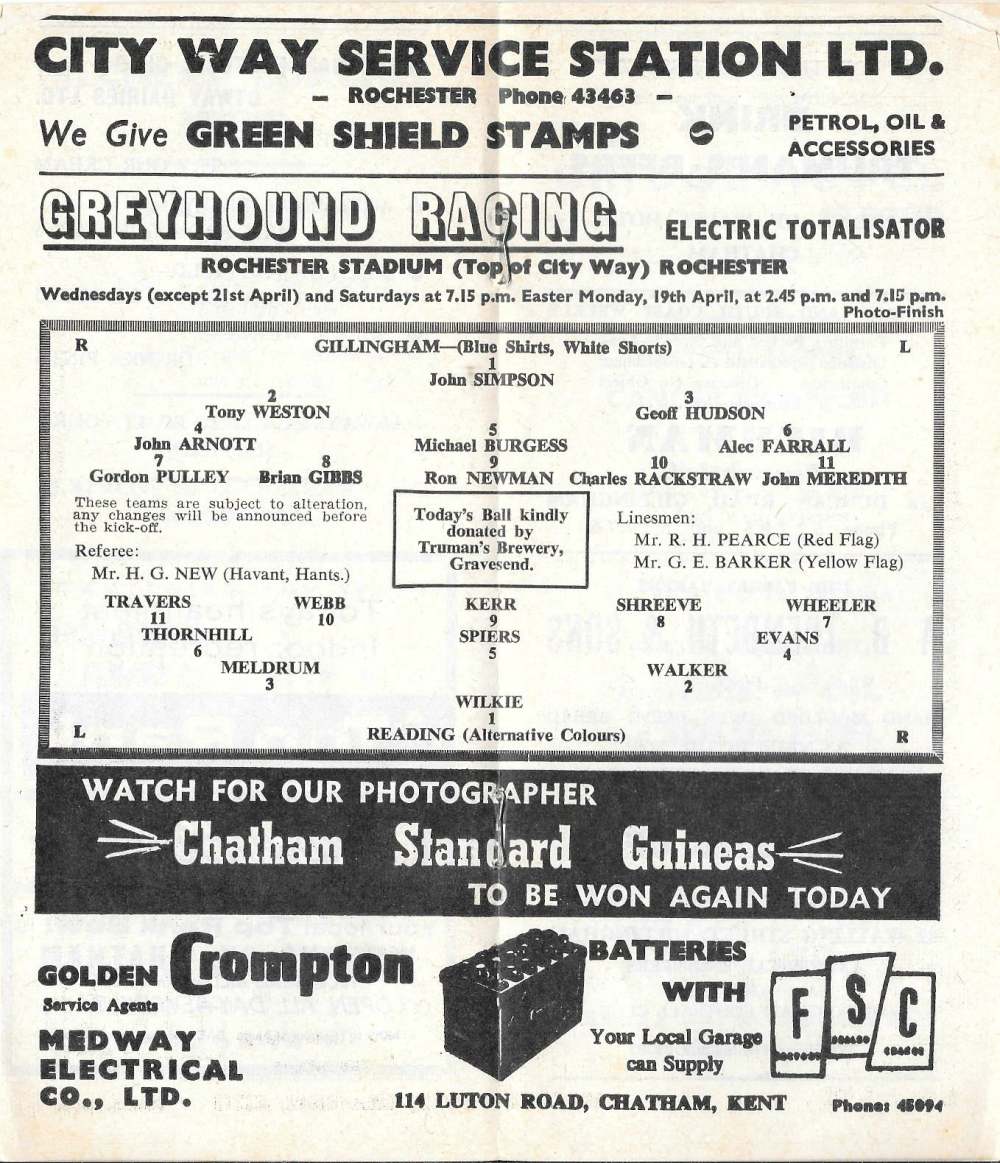 CITY WAY SERVICE STATION LTD.
— ROCHESTER Phone 43463 —
We Give GREEN SHIELD STAMPS
PETROL, OIL &
ACCESSORIES
GREYHOUND RACING
ELECTRIC TOTALISATOR
ROCHESTER STADIUM (Top of City Way) ROCHESTER
Wednesdays (except 21st April) and Saturdays at 7.15 p.m. Easter Monday, 19th April, at 2.45 p.m. and 7.15 p.m.
Photo-Finish
R GILLINGHAM—(Blue Shirts, White Shorts) L
1
John SIMPSON
2 3
Tony WESTON Geoff HUDSON
4 5 6
John ARNOTT Michael BURGESS Alec FARRALL
7 8 9 10 11
Gordon PULLEY Brian GIBBS Ron NEWMAN Charles RACKSTRAW John MEREDITH
These teams are subject to alteration,
any changes will be announced before
the kick-off.
Referee:
Mr. H. G. NEW (Havant, Hants.)
Today's Ball kindly
donated by
Truman's Brewery,
Gravesend.
Linesmen:
Mr. R. H. PEARCE (Red Flag)
Mr. G. E. BARKER (Yellow Flag)
TRAVERS WEBB KERR SHREEVE WHEELER
11 10 9 8 7
THORNHILL SPIERS EVANS
6 5 4
MELDRUM WALKER
3 2
WILKIE
1
L READING (Alternative Colours) R
WATCH FOR OUR PHOTOGRAPHER
Chatham Standard Guineas
TO BE WON AGAIN TODAY
GOLDEN Crompton
Service Agents
MEDWAY
ELECTRICAL
CO., LTD.
BATTERIES
WITH
Your Local Garage
can Supply
F S C
114 LUTON ROAD, CHATHAM, KENT Phone: 45094